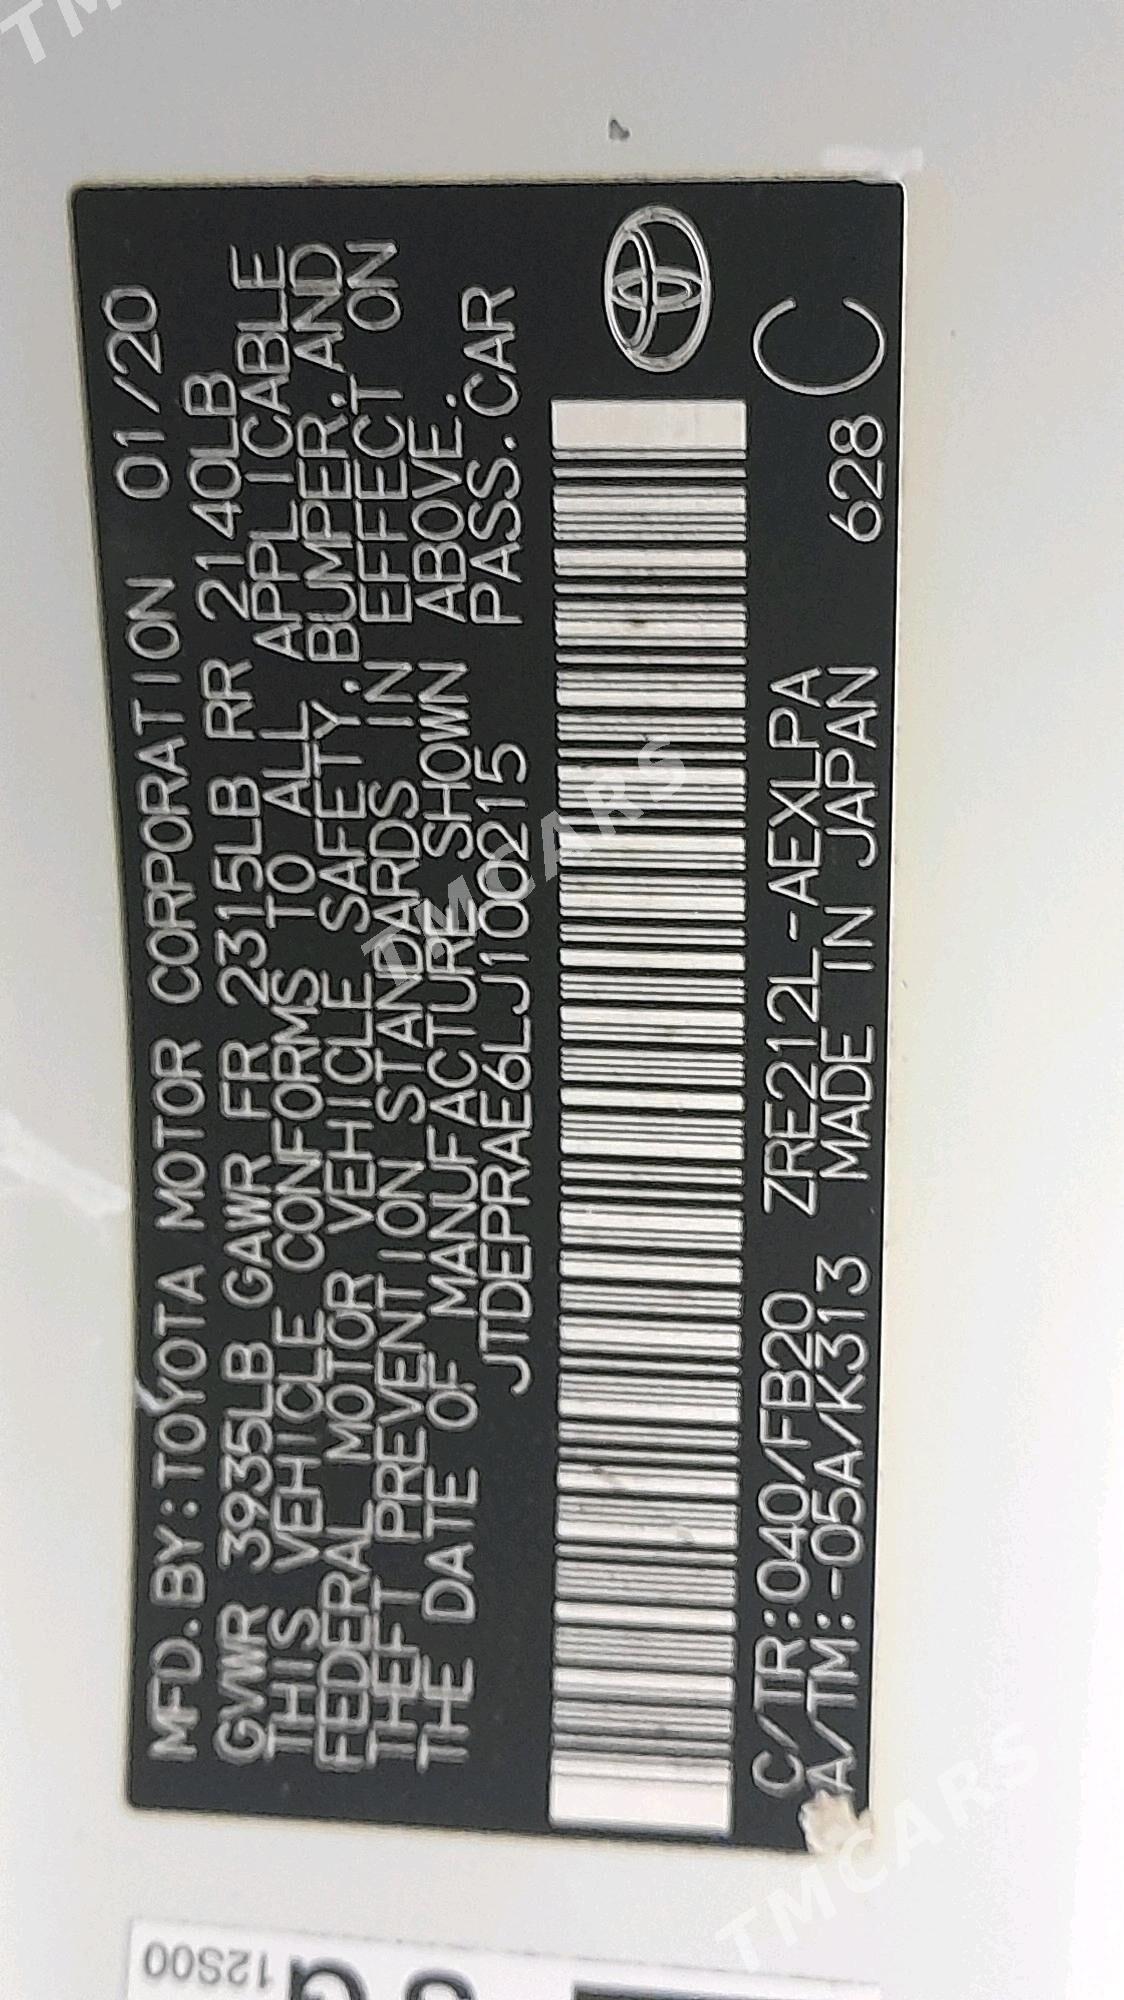 MFD. BY: TOYOTA MOTOR CORPORATION 01/20
GVWR 3935LB GAWR FR 2315LB RR 2140LB
THIS VEHICLE CONFORMS TO ALL APPLICABLE
FEDERAL MOTOR VEHICLE SAFETY, BUMPER, AND
THEFT PREVENTION STANDARDS IN EFFECT ON
THE DATE OF MANUFACTURE SHOWN ABOVE.
JTDEPRAE6LJ100215 PASS. CAR
C/TR:040/FB20 ZRE212L-AEXLPA
A/TM:-05A/K313 MADE IN JAPAN 628 C
12S00
TMCARS
TMCARS